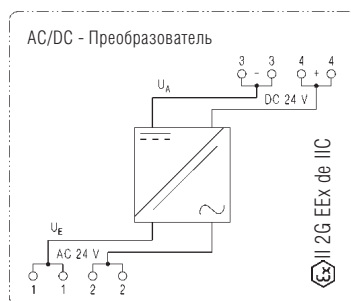 AC/DC - Преобразователь
3 3 4 4
- +
U_A
DC 24 V
U_E
AC 24 V
1 1 2 2
Ex II 2G EEx de IIC